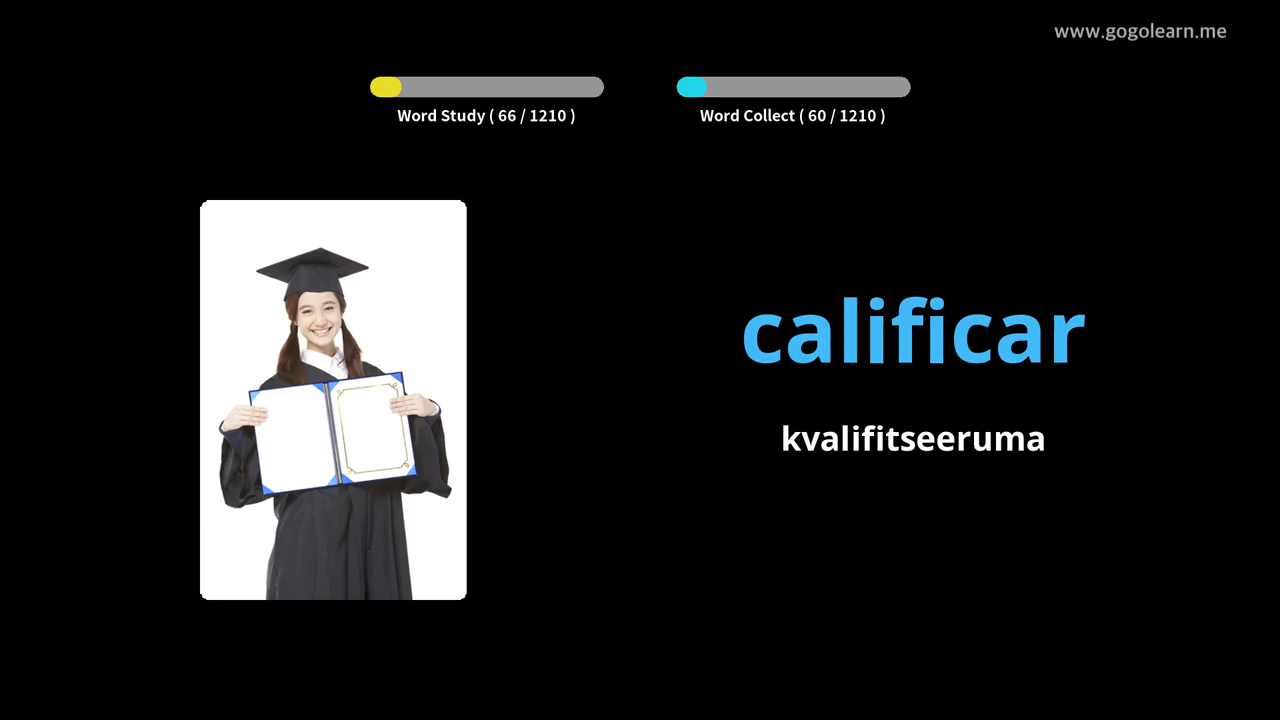 www.gogolearn.me
Word Study ( 66 / 1210 )
Word Collect ( 60 / 1210 )
calificar
kvalifitseeruma